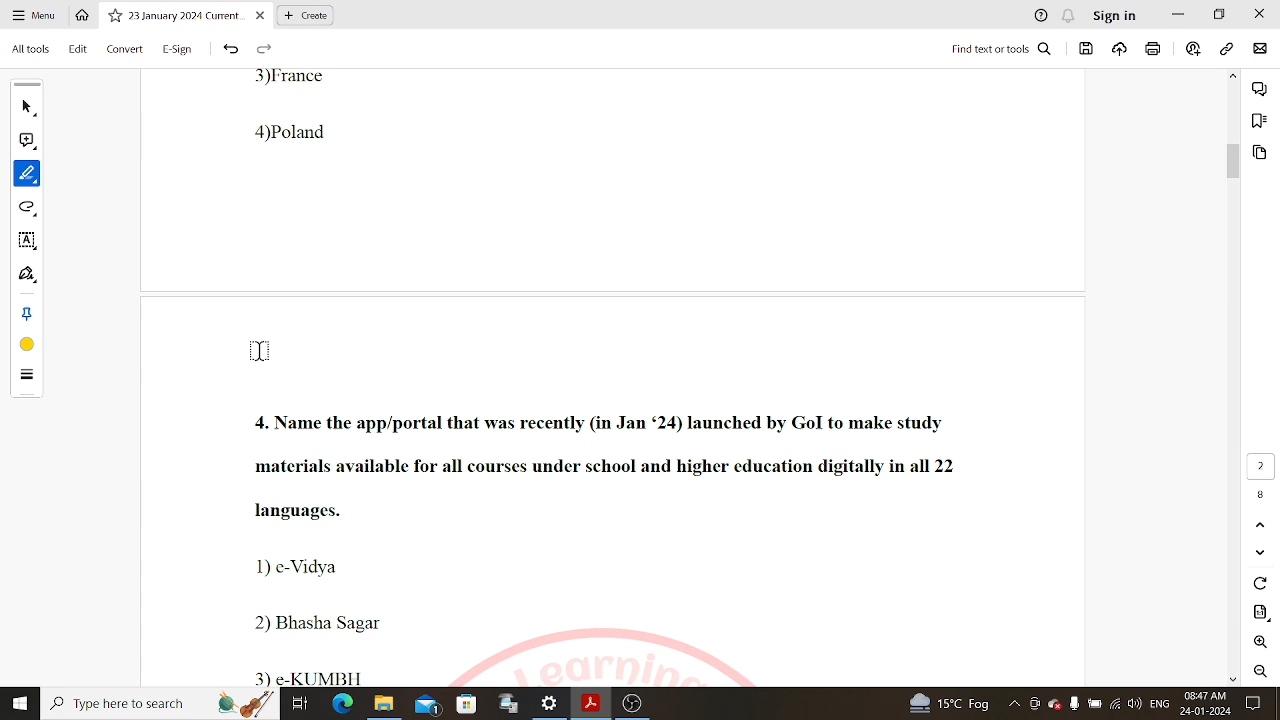 Menu
23 January 2024 Current...
Create
Sign in
All tools
Edit
Convert
E-Sign
Find text or tools
3)France
4)Poland
4. Name the app/portal that was recently (in Jan ‘24) launched by GoI to make study
materials available for all courses under school and higher education digitally in all 22
languages.
1) e-Vidya
2) Bhasha Sagar
3) e-KUMBH
Learning
2
8
Type here to search
1
15°C Fog
ENG
08:47 AM
24-01-2024